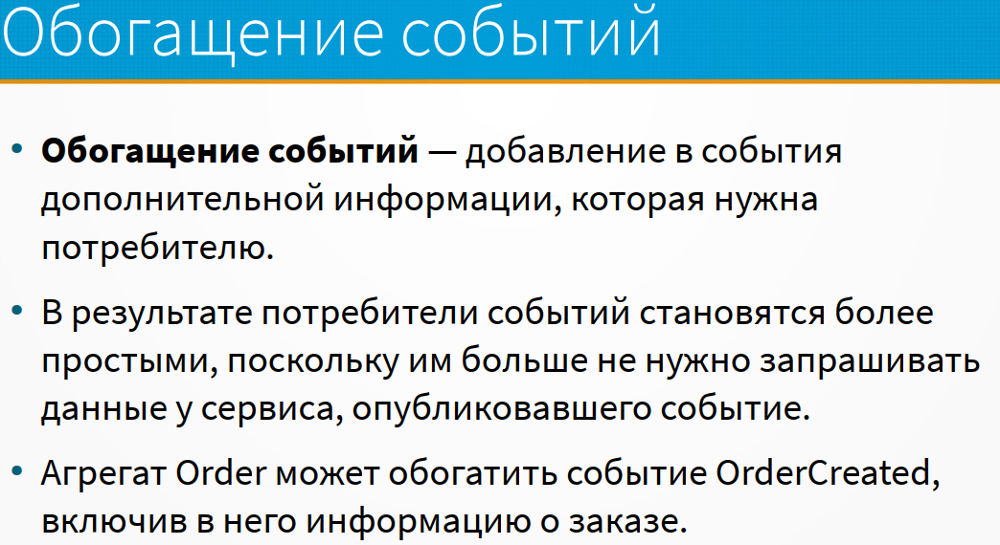 Обогащение событий
• Обогащение событий — добавление в события
дополнительной информации, которая нужна
потребителю.
• В результате потребители событий становятся более
простыми, поскольку им больше не нужно запрашивать
данные у сервиса, опубликовавшего событие.
• Агрегат Order может обогатить событие OrderCreated,
включив в него информацию о заказе.